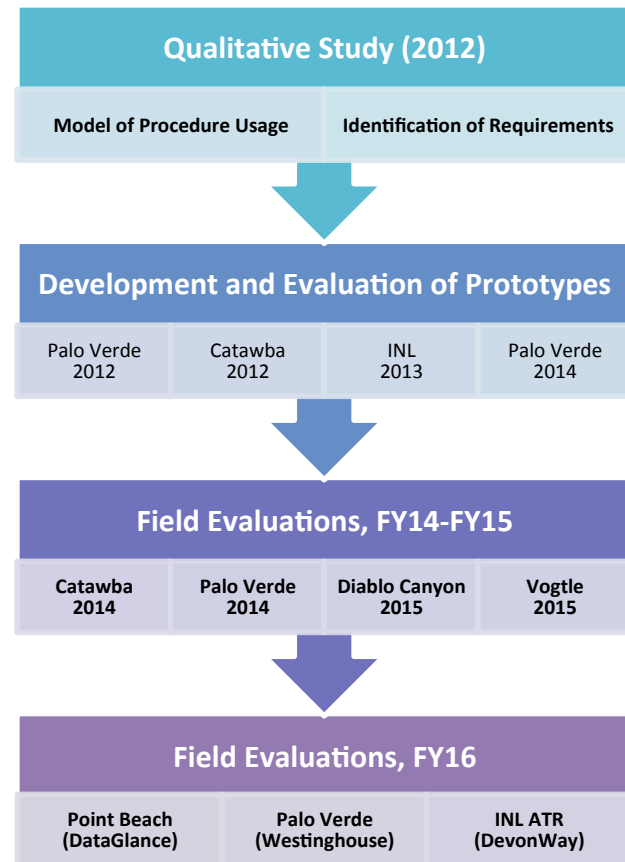 Qualitative Study (2012)
Model of Procedure Usage
Identification of Requirements
Development and Evaluation of Prototypes
Palo Verde
2012
Catawba
2012
INL
2013
Palo Verde
2014
Field Evaluations, FY14-FY15
Catawba
2014
Palo Verde
2014
Diablo Canyon
2015
Vogtle
2015
Field Evaluations, FY16
Point Beach
(DataGlance)
Palo Verde
(Westinghouse)
INL ATR
(DevonWay)